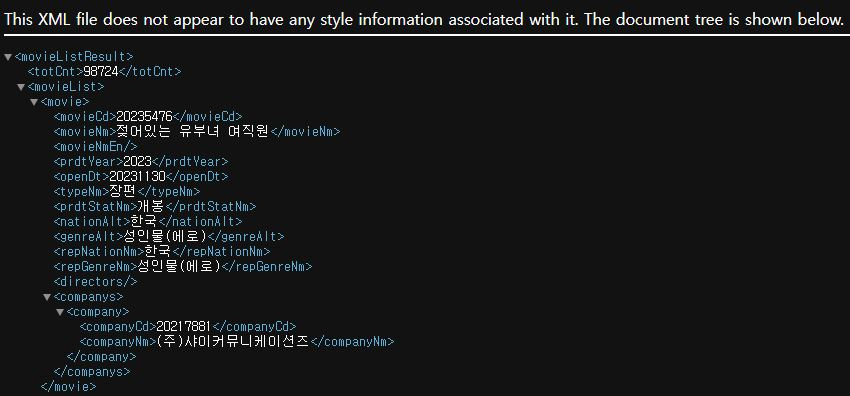 This XML file does not appear to have any style information associated with it. The document tree is shown below.
▼<movieListResult>
<totCnt>98724</totCnt>
▼<movieList>
▼<movie>
<movieCd>20235476</movieCd>
<movieNm>젖어있는 유부녀 여직원</movieNm>
<movieNmEn/>
<prdtYear>2023</prdtYear>
<openDt>20231130</openDt>
<typeNm>장편</typeNm>
<prdtStatNm>개봉</prdtStatNm>
<nationAlt>한국</nationAlt>
<genreAlt>성인물(에로)</genreAlt>
<repNationNm>한국</repNationNm>
<repGenreNm>성인물(에로)</repGenreNm>
<directors/>
▼<companys>
▼<company>
<companyCd>20217881</companyCd>
<companyNm>(주)샤이커뮤니케이션즈</companyNm>
</company>
</companys>
</movie>